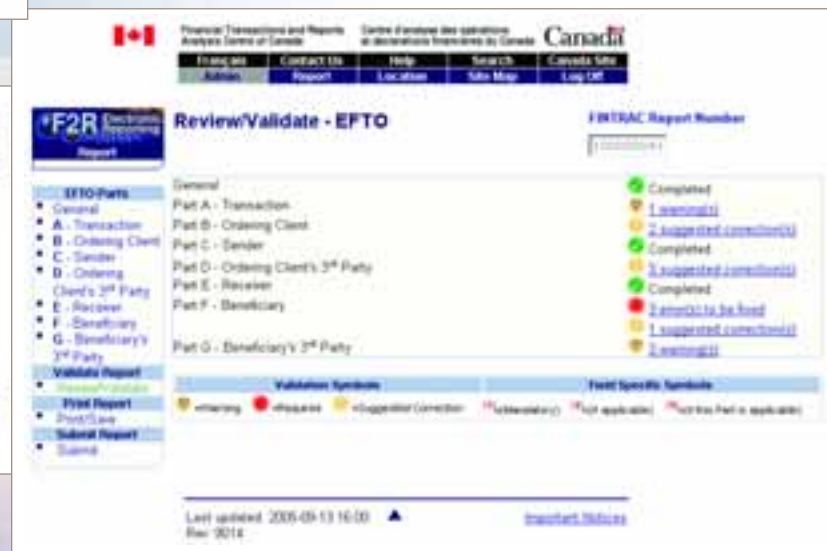 Financial Transactions and Reports
Analysis Centre of Canada
Centre d'analyse des opérations
et déclarations financières du Canada
Canada
Français Contact Us Help Search Canada Site
Admin Report Location Site Map Log Off
F2R Electronic Reporting
Report
Review/Validate - EFTO
FINTRAC Report Number
EFTO-Parts
General
A - Transaction
B - Ordering Client
C - Sender
D - Ordering
Client's 3rd Party
E - Receiver
F - Beneficiary
G - Beneficiary's
3rd Party
Validate Report
Review/Validate
Print Report
Print/Save
Submit Report
Submit
General Completed
Part A - Transaction 1 warning(s)
Part B - Ordering Client 2 suggested correction(s)
Part C - Sender Completed
Part D - Ordering Client's 3rd Party suggested correction(s)
Part E - Receiver Completed
Part F - Beneficiary error(s) to be fixed
1 suggested correction(s)
Part G - Beneficiary's 3rd Party warning(s)
Validation Symbols Field Specific Symbols
=Warning =Required =Suggested Correction (mandatory) (if applicable) (if this Part is applicable)
Last updated: 2005-09-13 16:00
Rev: 9014
Important Notices